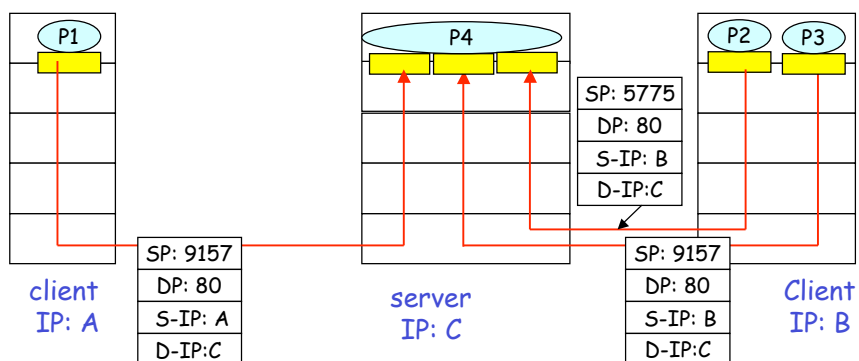 P1
P4
P2
P3
SP: 5775
DP: 80
S-IP: B
D-IP:C
SP: 9157
DP: 80
S-IP: A
D-IP:C
SP: 9157
DP: 80
S-IP: B
D-IP:C
client
IP: A
server
IP: C
Client
IP: B